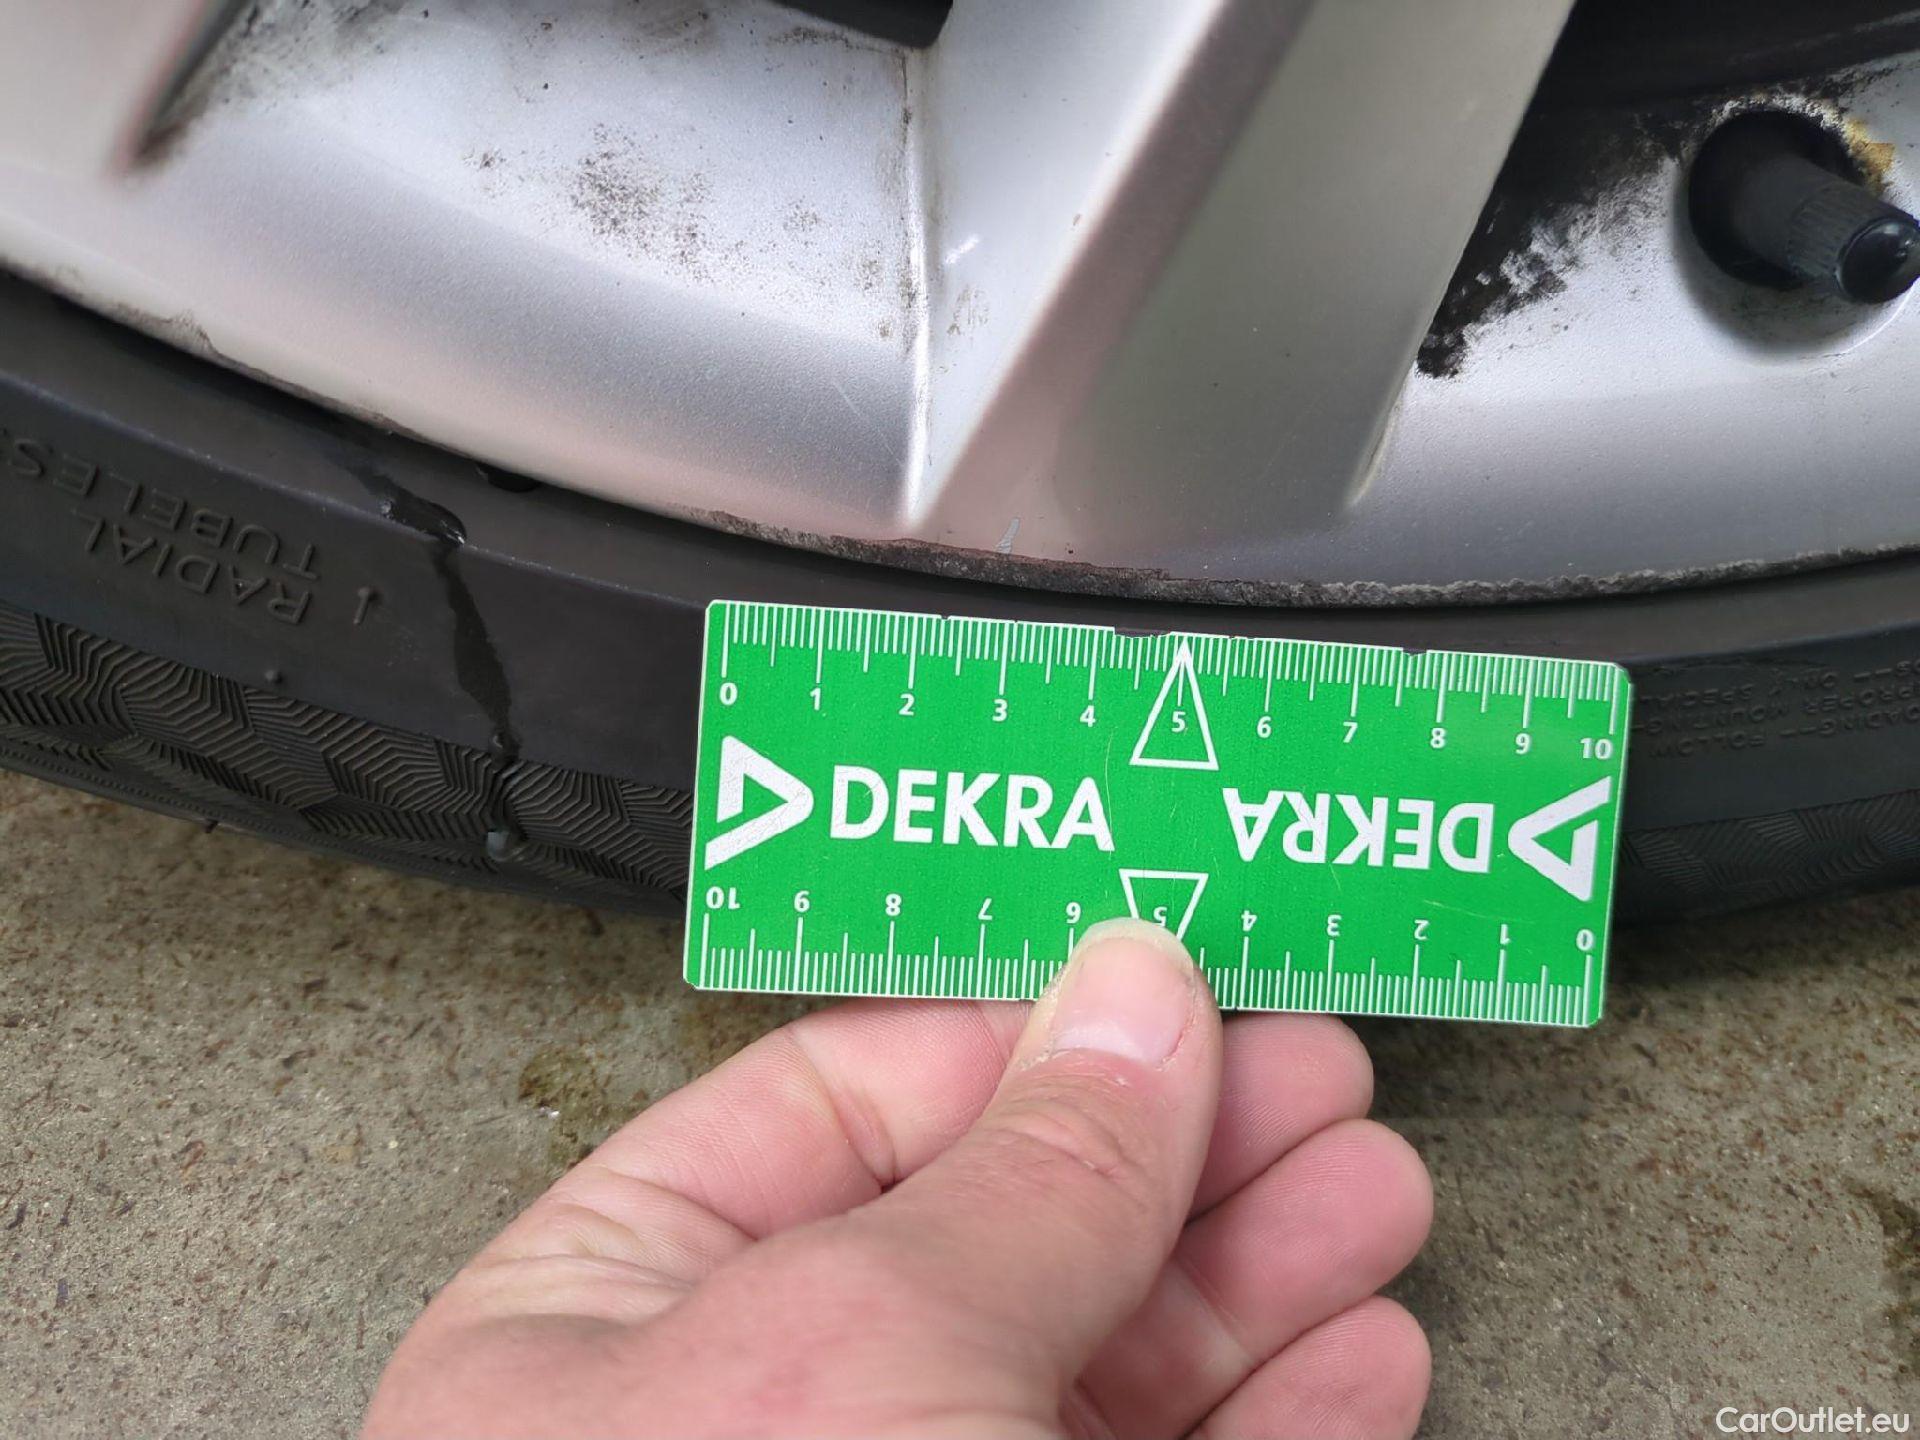 RADIAL
TUBELESS
0 1 2 3 4 5 6 7 8 9 10
DEKRA
DEKRA
10 9 8 7 6 5 4 3 2 1 0
FOLLOW
CarOutlet.eu